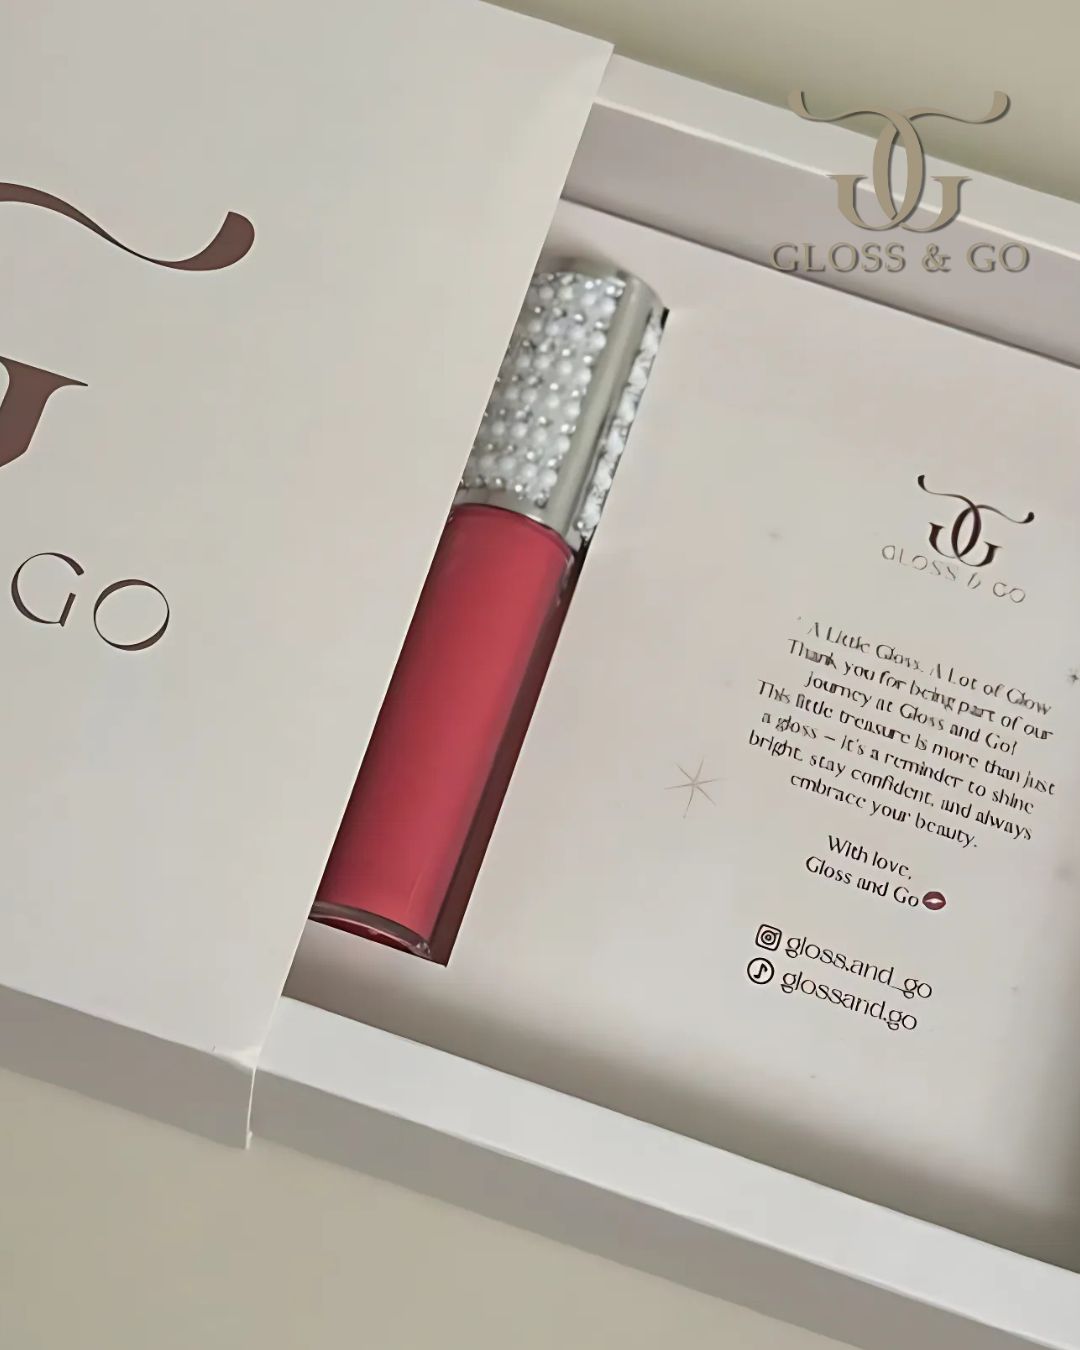 GLOSS & GO
GO
GLOSS & GO
A Little Gloss, A Lot of Glow
Thank you for being part of our
journey at Gloss and Go!
This little treasure is more than just
a gloss – it's a reminder to shine
bright, stay confident, and always
embrace your beauty.
With love,
Gloss and Go
gloss.and_go
glossand.go